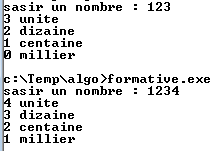 sasir un nombre : 123
3 unite
2 dizaine
1 centaine
0 millier
c:\Temp\algo>formative.exe
sasir un nombre : 1234
4 unite
3 dizaine
2 centaine
1 millier